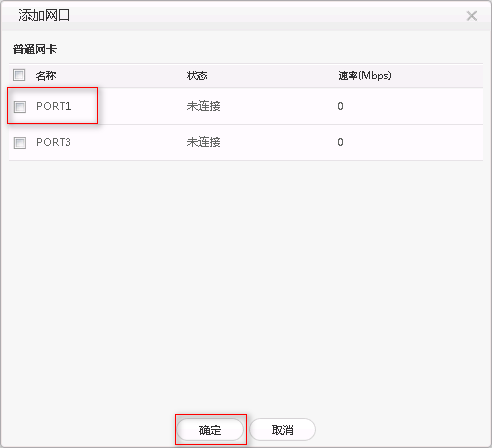 添加网口
普通网卡
名称 状态 速率(Mbps)
PORT1 未连接 0
PORT3 未连接 0
确定 取消